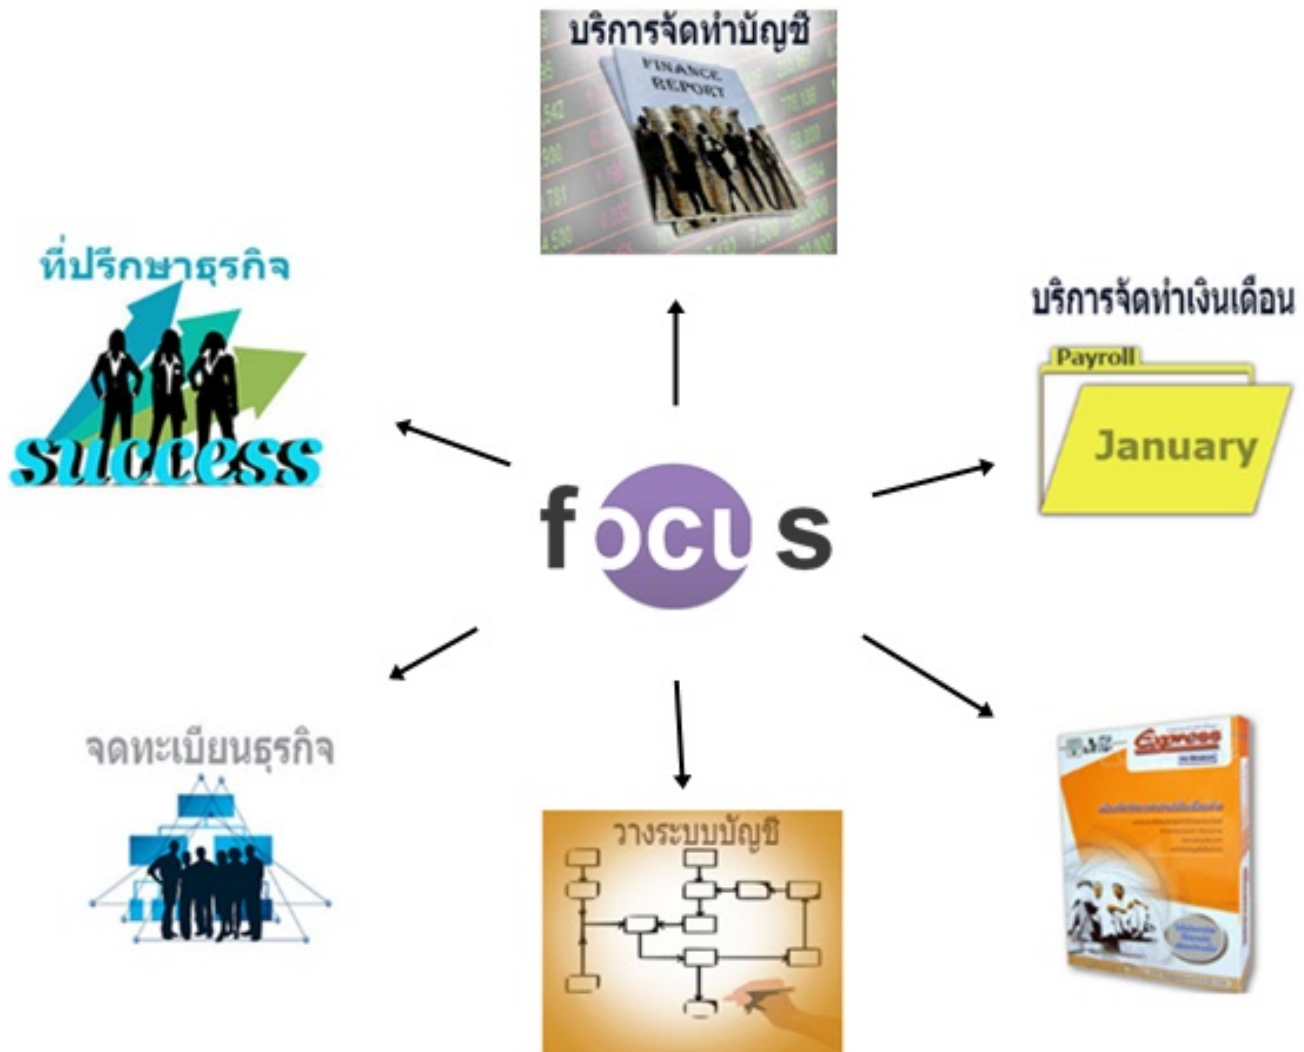 บริการจัดทำบัญชี
FINANCE
REPORT
ที่ปรึกษาธุรกิจ
success
บริการจัดทำเงินเดือน
Payroll
January
focus
จดทะเบียนธุรกิจ
วางระบบบัญชี
Express